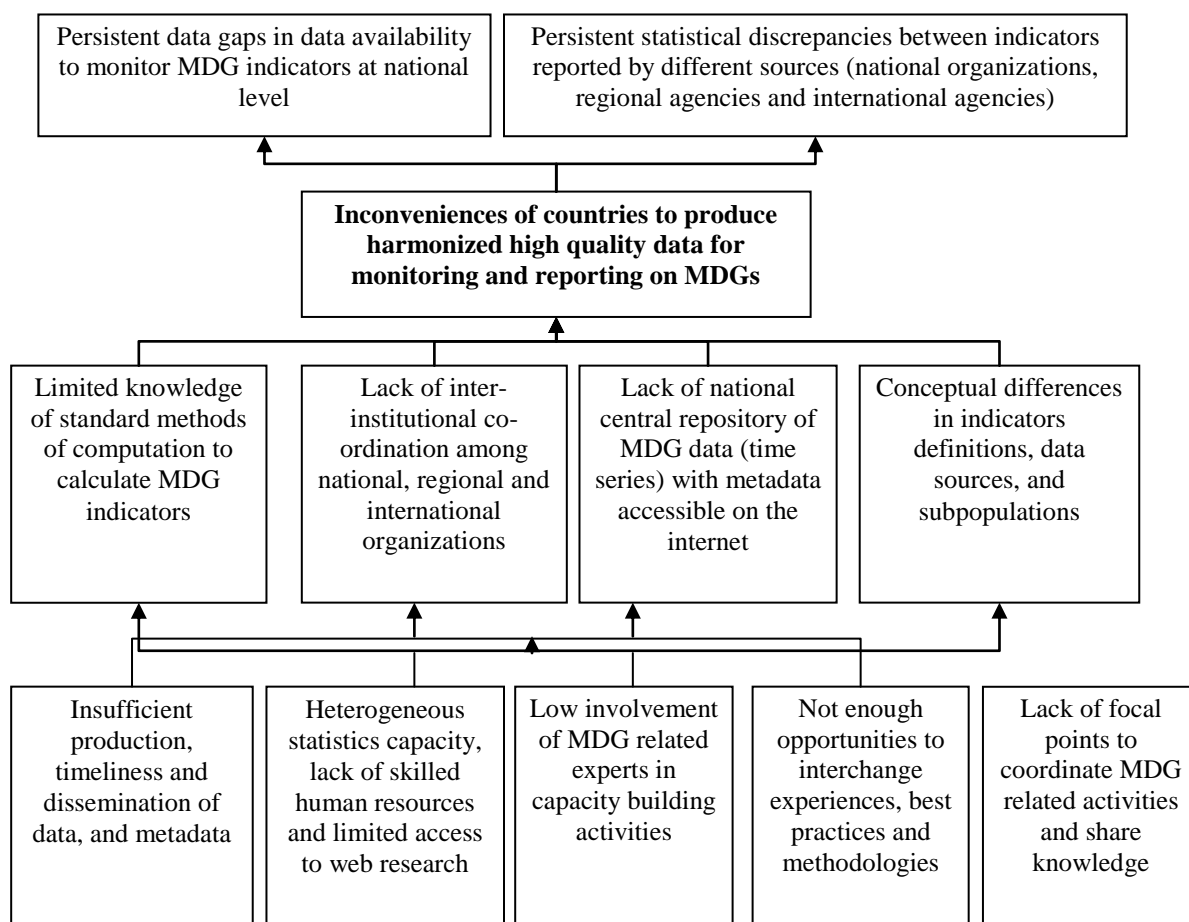 Persistent data gaps in data availability
to monitor MDG indicators at national
level
Persistent statistical discrepancies between indicators
reported by different sources (national organizations,
regional agencies and international agencies)
Inconveniences of countries to produce
harmonized high quality data for
monitoring and reporting on MDGs
Limited knowledge
of standard methods
of computation to
calculate MDG
indicators
Lack of inter-
institutional co-
ordination among
national, regional and
international
organizations
Lack of national
central repository of
MDG data (time
series) with metadata
accessible on the
internet
Conceptual differences
in indicators
definitions, data
sources, and
subpopulations
Insufficient
production,
timeliness and
dissemination of
data, and metadata
Heterogeneous
statistics capacity,
lack of skilled
human resources
and limited access
to web research
Low involvement
of MDG related
experts in
capacity building
activities
Not enough
opportunities to
interchange
experiences, best
practices and
methodologies
Lack of focal
points to
coordinate MDG
related activities
and share
knowledge